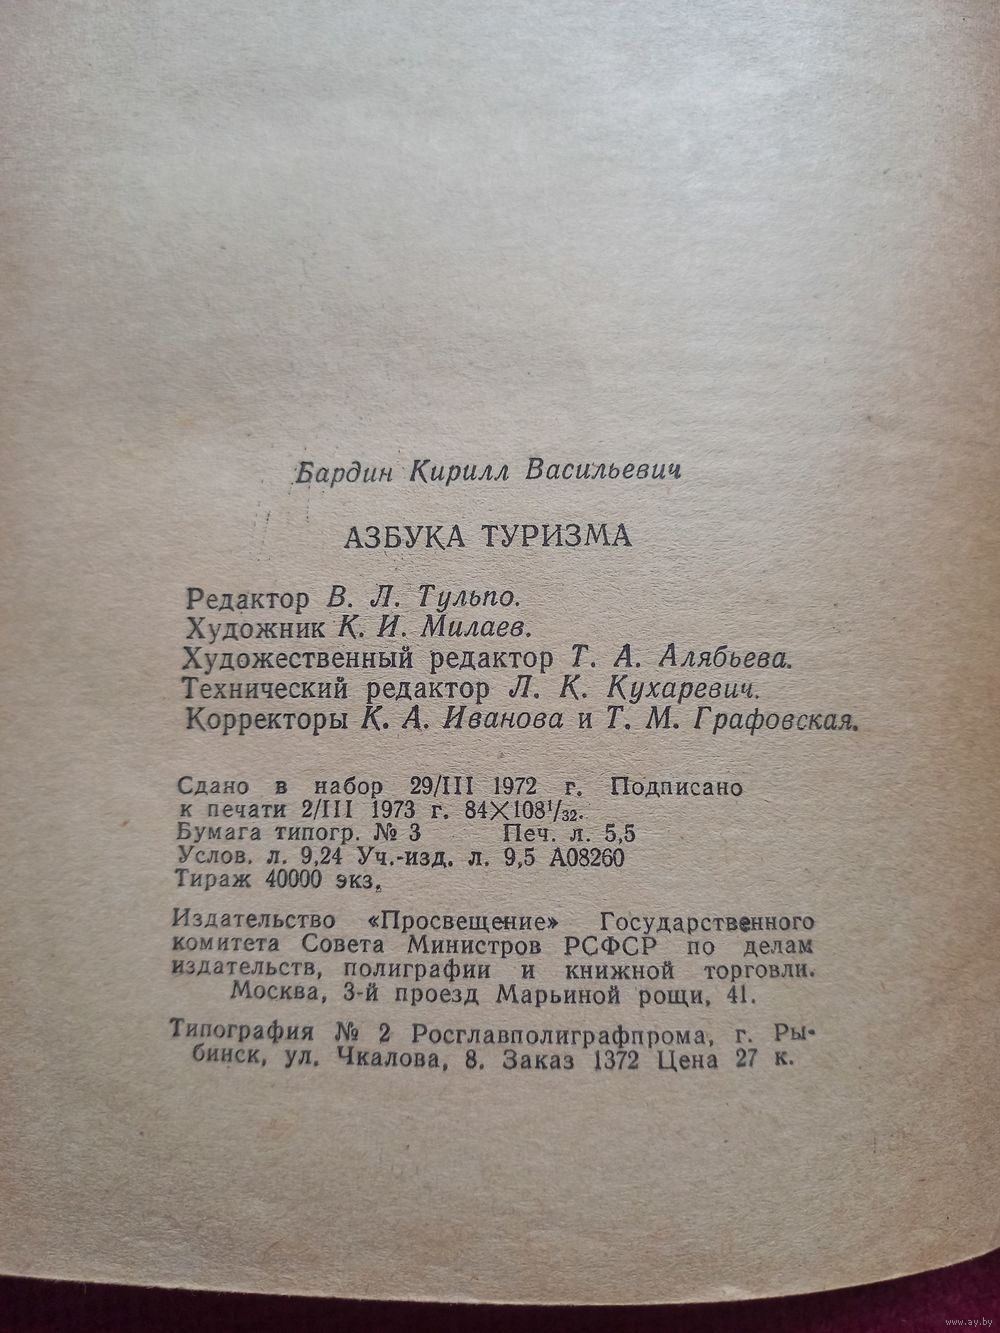 Бардин Кирилл Васильевич
АЗБУКА ТУРИЗМА
Редактор В. Л. Тульпо.
Художник К. И. Милаев.
Художественный редактор Т. А. Алябьева.
Технический редактор Л. К. Кухаревич.
Корректоры К. А. Иванова и Т. М. Графовская.
Сдано в набор 29/III 1972 г. Подписано
к печати 2/III 1973 г. 84×108¹/₃₂.
Бумага типогр. № 3 Печ. л. 5,5
Услов. л. 9,24 Уч.-изд. л. 9,5 А08260
Тираж 40000 экз.
Издательство «Просвещение» Государственного
комитета Совета Министров РСФСР по делам
издательств, полиграфии и книжной торговли.
Москва, 3-й проезд Марьиной рощи, 41.
Типография № 2 Росглавполиграфпрома, г. Ры-
бинск, ул. Чкалова, 8. Заказ 1372 Цена 27 к.
www.ay.by